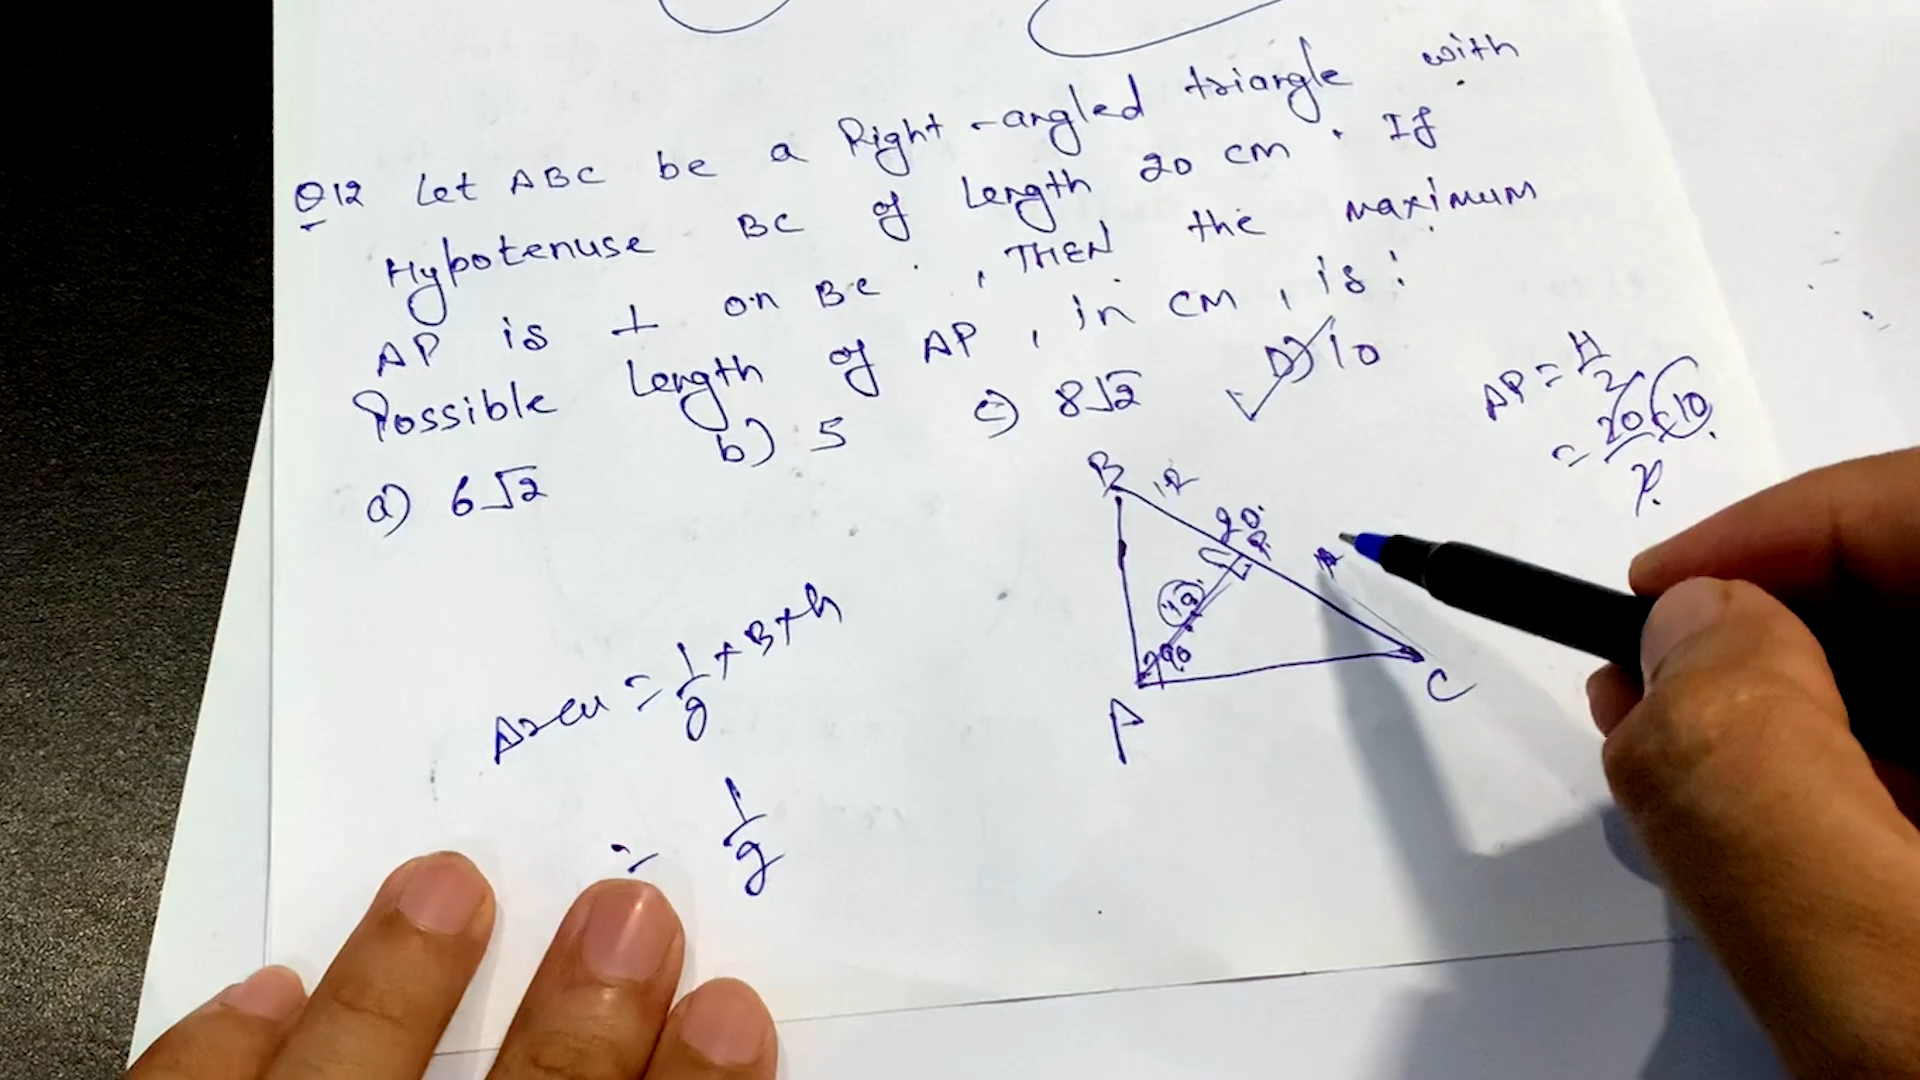 Q12 Let ABC be a Right-angled triangle with
Hypotenuse BC of Length 20 cm. If
AP is ⊥ on BC, THEN the maximum
Possible Length of AP, in CM, is:
a) 6√2 b) 5 c) 8√2 D) 10
AP = H/2
= 20/2 10
B
20
90
A
C
Area = 1/2 × B × h
= 1/2